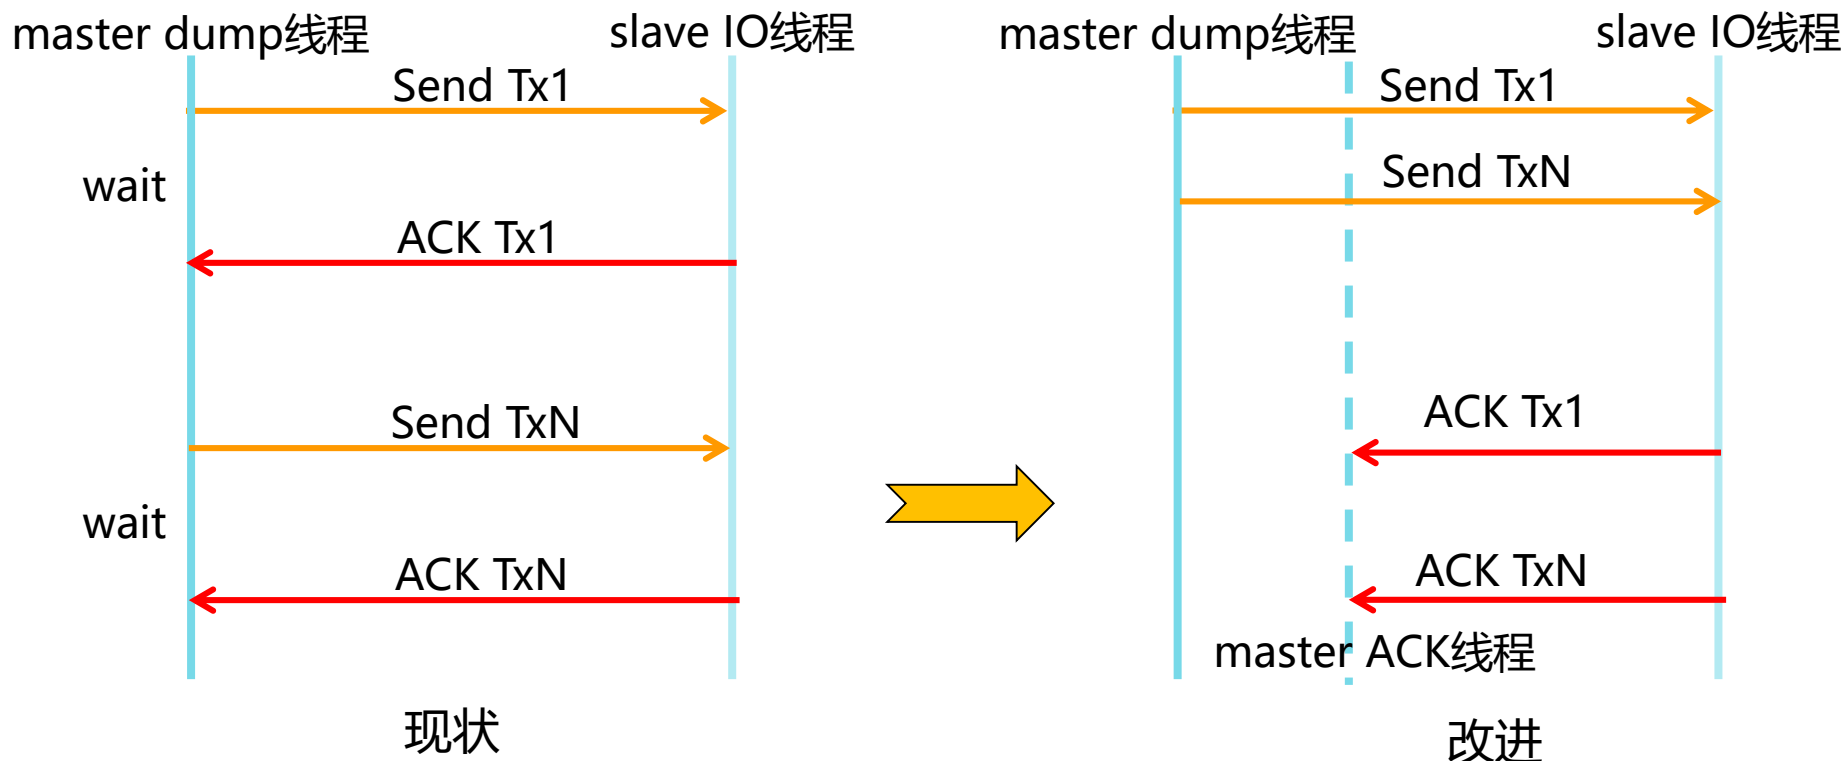 master dump线程
slave IO线程
Send Tx1
wait
ACK Tx1
Send TxN
wait
ACK TxN
现状
master dump线程
slave IO线程
Send Tx1
Send TxN
ACK Tx1
ACK TxN
master ACK线程
改进